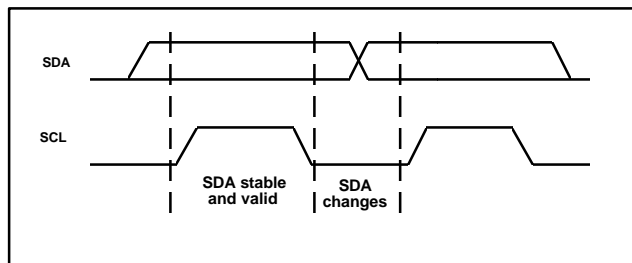 SDA
SCL
SDA stable
and valid
SDA
changes